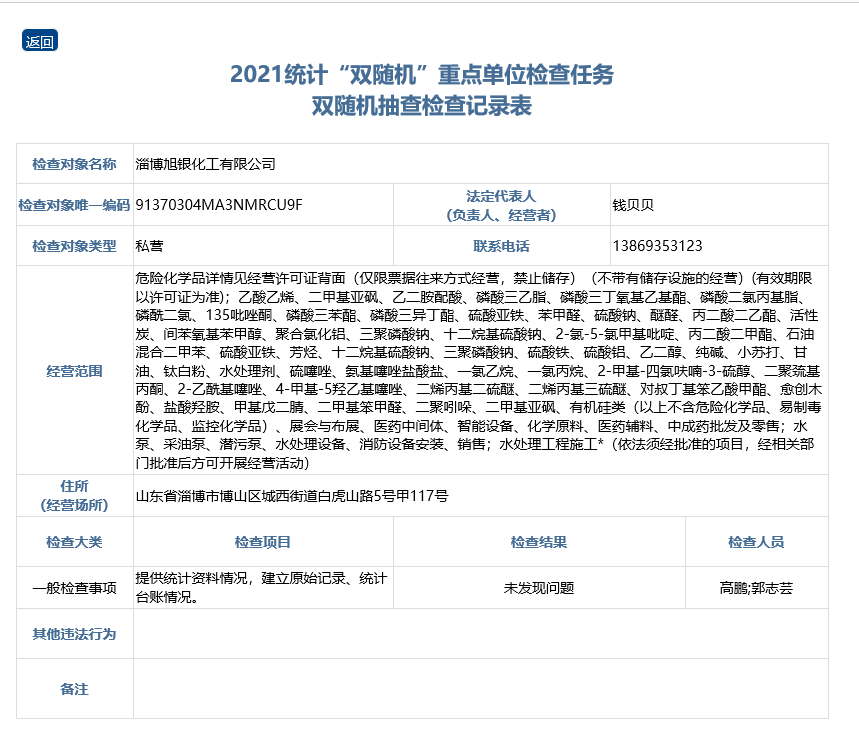 返回
2021统计“双随机”重点单位检查任务
双随机抽查检查记录表
检查对象名称
淄博旭银化工有限公司
检查对象唯一编码
91370304MA3NMRCU9F
法定代表人
（负责人、经营者）
钱贝贝
检查对象类型
私营
联系电话
13869353123
经营范围
危险化学品详情见经营许可证背面（仅限票据往来方式经营，禁止储存）（不带有储存设施的经营）(有效期限
以许可证为准)；乙酸乙烯、二甲基亚砜、乙二胺配酸、磷酸三乙脂、磷酸三丁氧基乙基酯、磷酸二氯丙基脂、
磷酰二氯、135吡唑酮、磷酸三苯酯、磷酸三异丁酯、硫酸亚铁、苯甲醛、硫酸钠、醚醛、丙二酸二乙酯、活性
炭、间苯氧基苯甲醇、聚合氯化铝、三聚磷酸钠、十二烷基硫酸钠、2-氯-5-氯甲基吡啶、丙二酸二甲酯、石油
混合二甲苯、硫酸亚铁、芳烃、十二烷基硫酸钠、三聚磷酸钠、硫酸铁、硫酸铝、乙二醇、纯碱、小苏打、甘
油、钛白粉、水处理剂、硫噻唑、氨基噻唑盐酸盐、一氯乙烷、一氯丙烷、2-甲基-四氯呋喃-3-硫醇、二聚巯基
丙酮、2-乙酰基噻唑、4-甲基-5羟乙基噻唑、二烯丙基二硫醚、二烯丙基三硫醚、对叔丁基苯乙酸甲酯、愈创木
酚、盐酸羟胺、甲基戊二腈、二甲基苯甲醛、二聚吲哚、二甲基亚砜、有机硅类（以上不含危险化学品、易制毒
化学品、监控化学品）、展会与布展、医药中间体、智能设备、化学原料、医药辅料、中成药批发及零售；水
泵、采油泵、潜污泵、水处理设备、消防设备安装、销售；水处理工程施工*（依法须经批准的项目，经相关部
门批准后方可开展经营活动）
住所
（经营场所）
山东省淄博市博山区城西街道白虎山路5号甲117号
检查大类
检查项目
检查结果
检查人员
一般检查事项
提供统计资料情况，建立原始记录、统计
台账情况。
未发现问题
高鹏;郭志芸
其他违法行为
备注